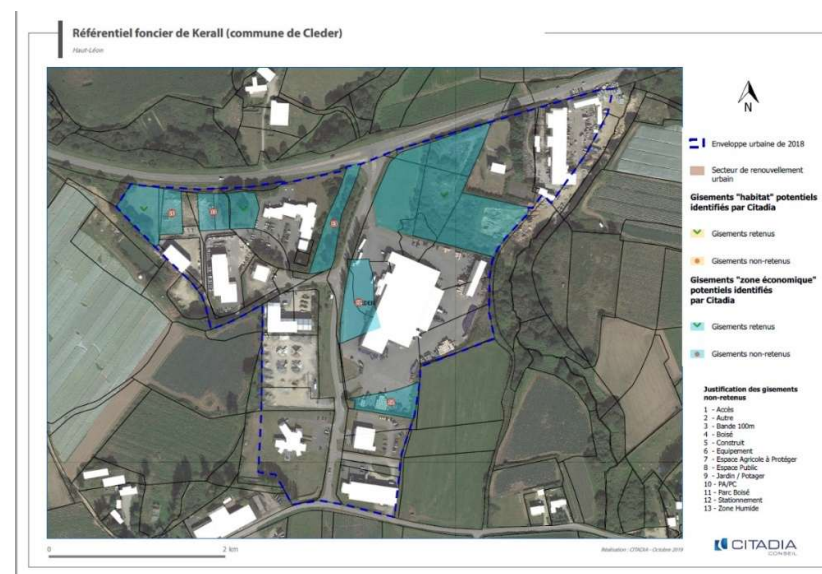 Référentiel foncier de Kerall (commune de Cleder)
Haut-Léon
N
Enveloppe urbaine de 2018
Secteur de renouvellement
urbain
Gisements "habitat" potentiels
identifiés par Citadia
Gisements retenus
Gisements non-retenus
Gisements "zone économique"
potentiels identifiés
par Citadia
Gisements retenus
Gisements non-retenus
Justification des gisements
non-retenus
1 - Accès
2 - Autre
3 - Bande 100m
4 - Boisé
5 - Construit
6 - Equipement
7 - Espace Agricole à Protéger
8 - Espace Public
9 - Jardin / Potager
10 - PA/PC
11 - Parc Boisé
12 - Stationnement
13 - Zone Humide
0
2 km
Réalisation : CITADIA - Octobre 2018
CITADIA
CONSEIL